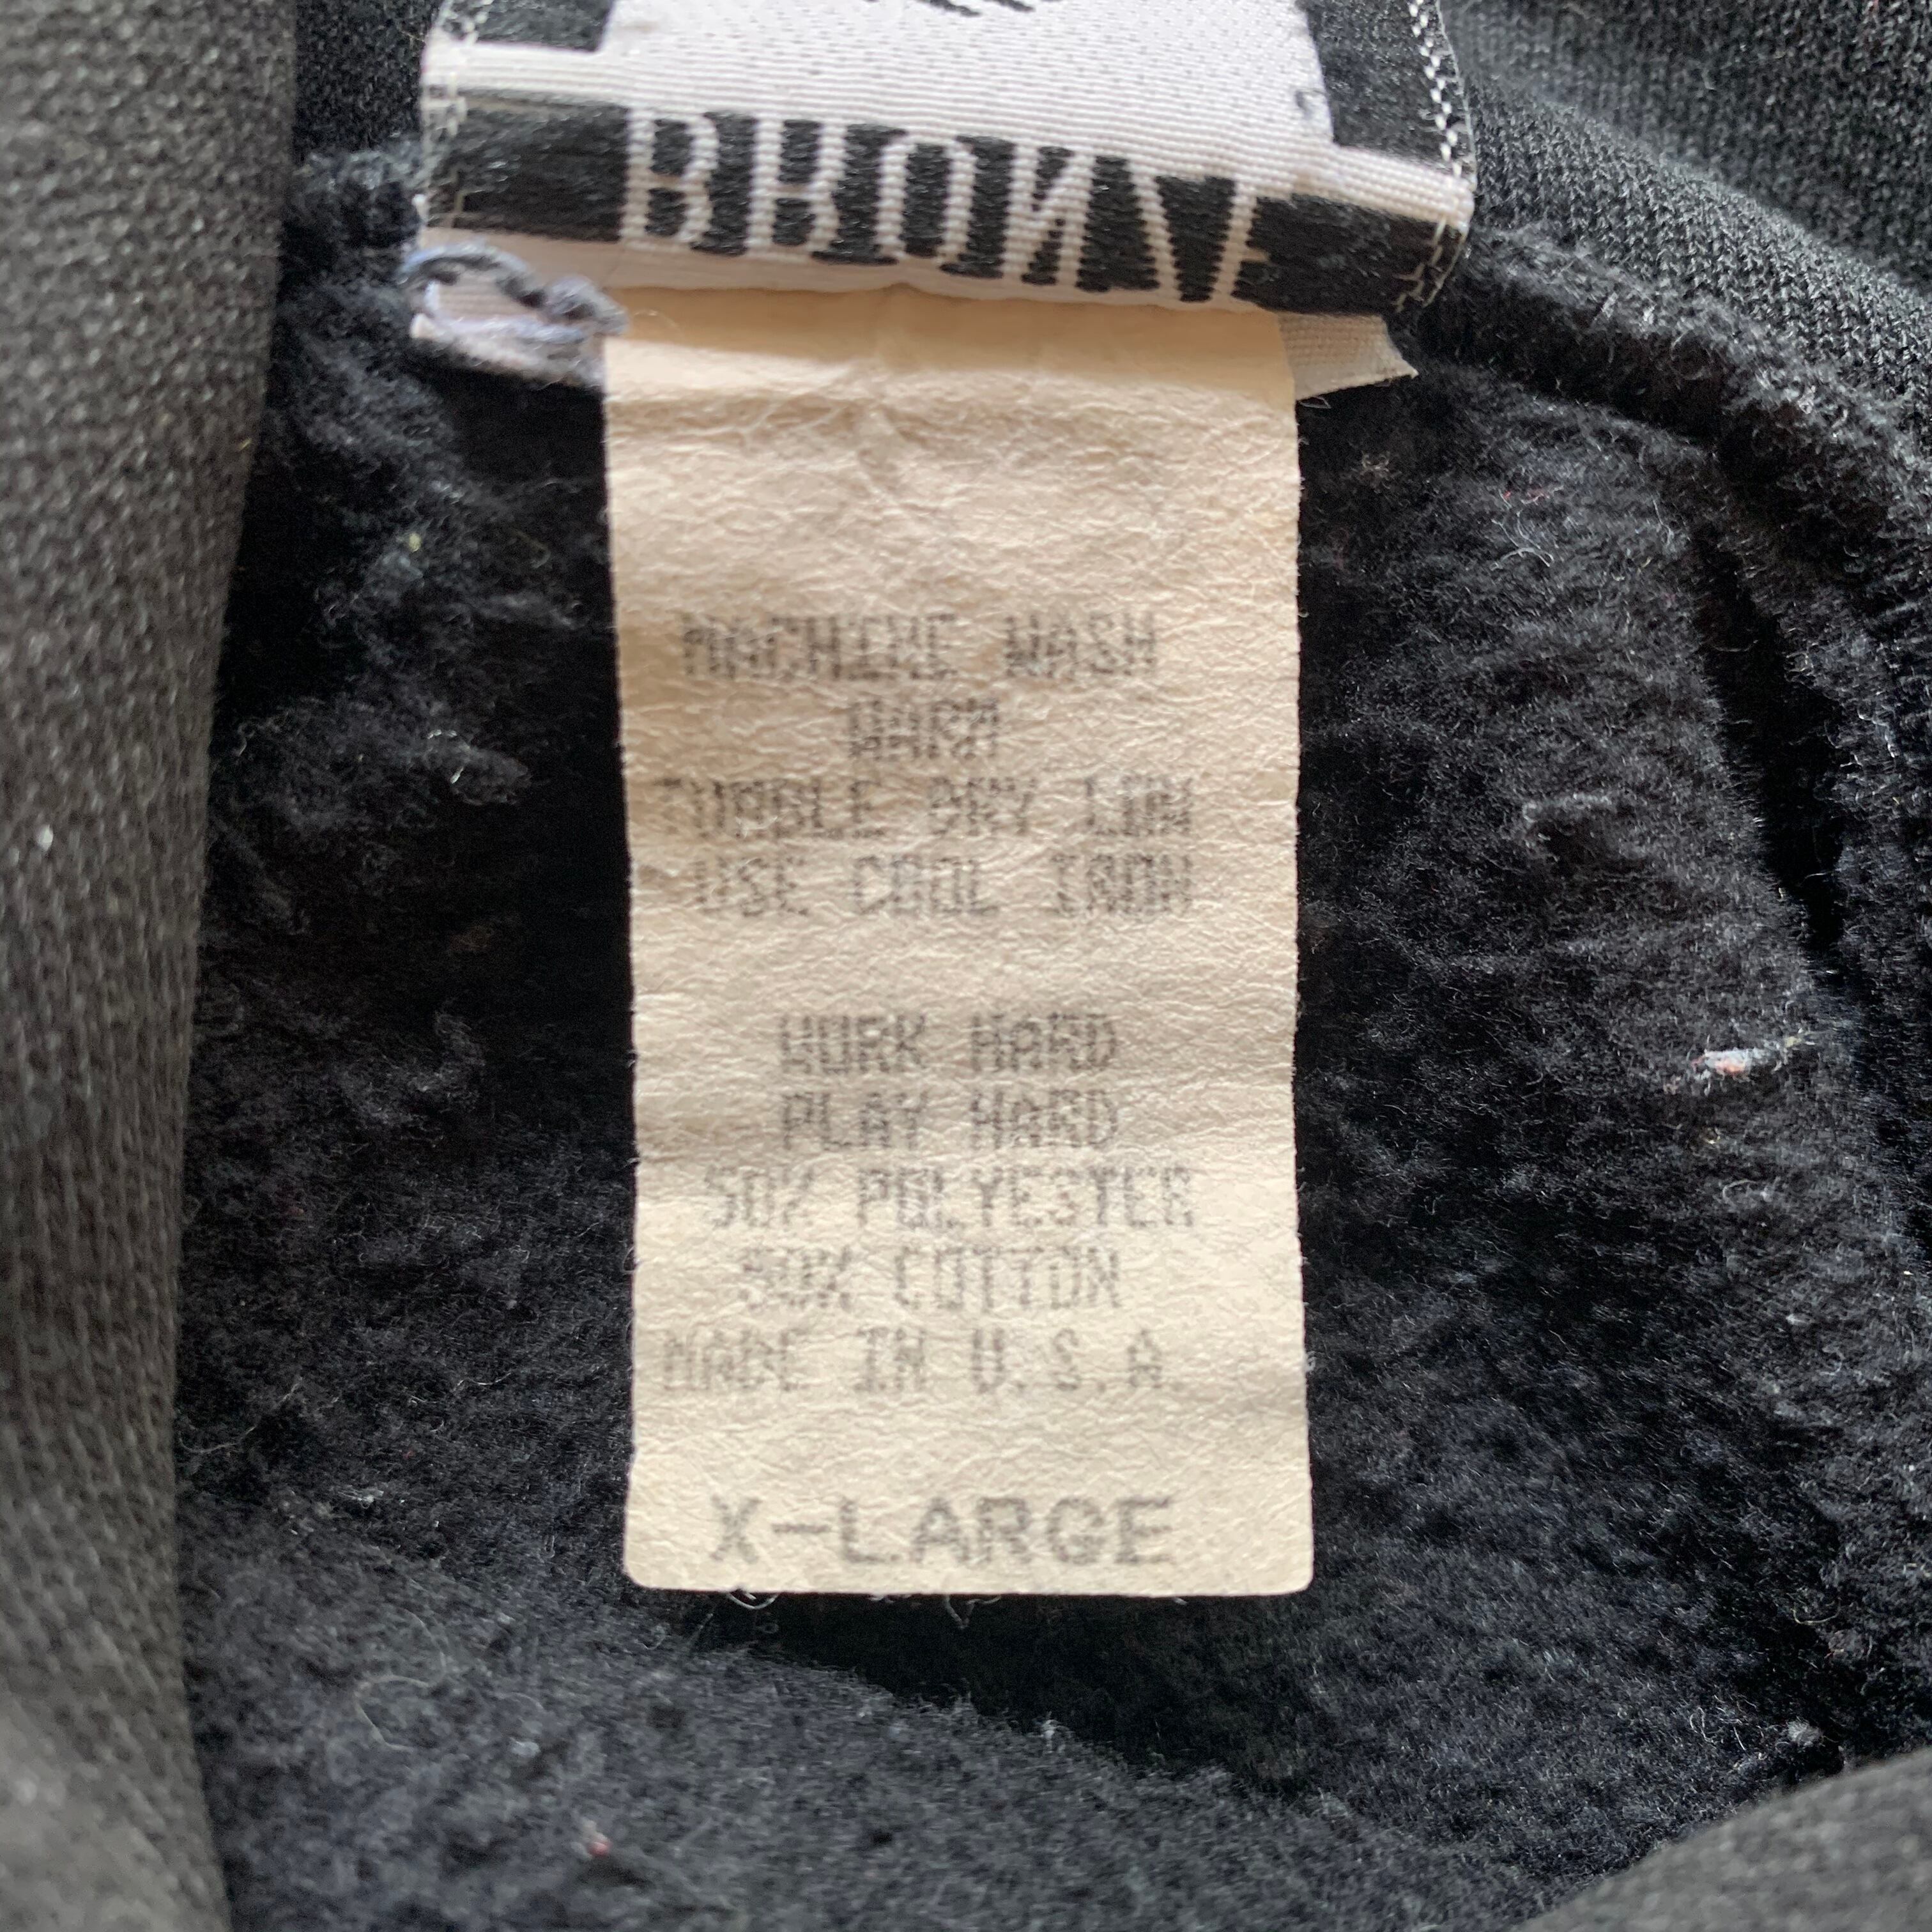 MACHINE WASH
WARM
TUMBLE DRY LOW
USE COOL IRON
WORK HARD
PLAY HARD
50% POLYESTER
50% COTTON
MADE IN U.S.A.
X-LARGE